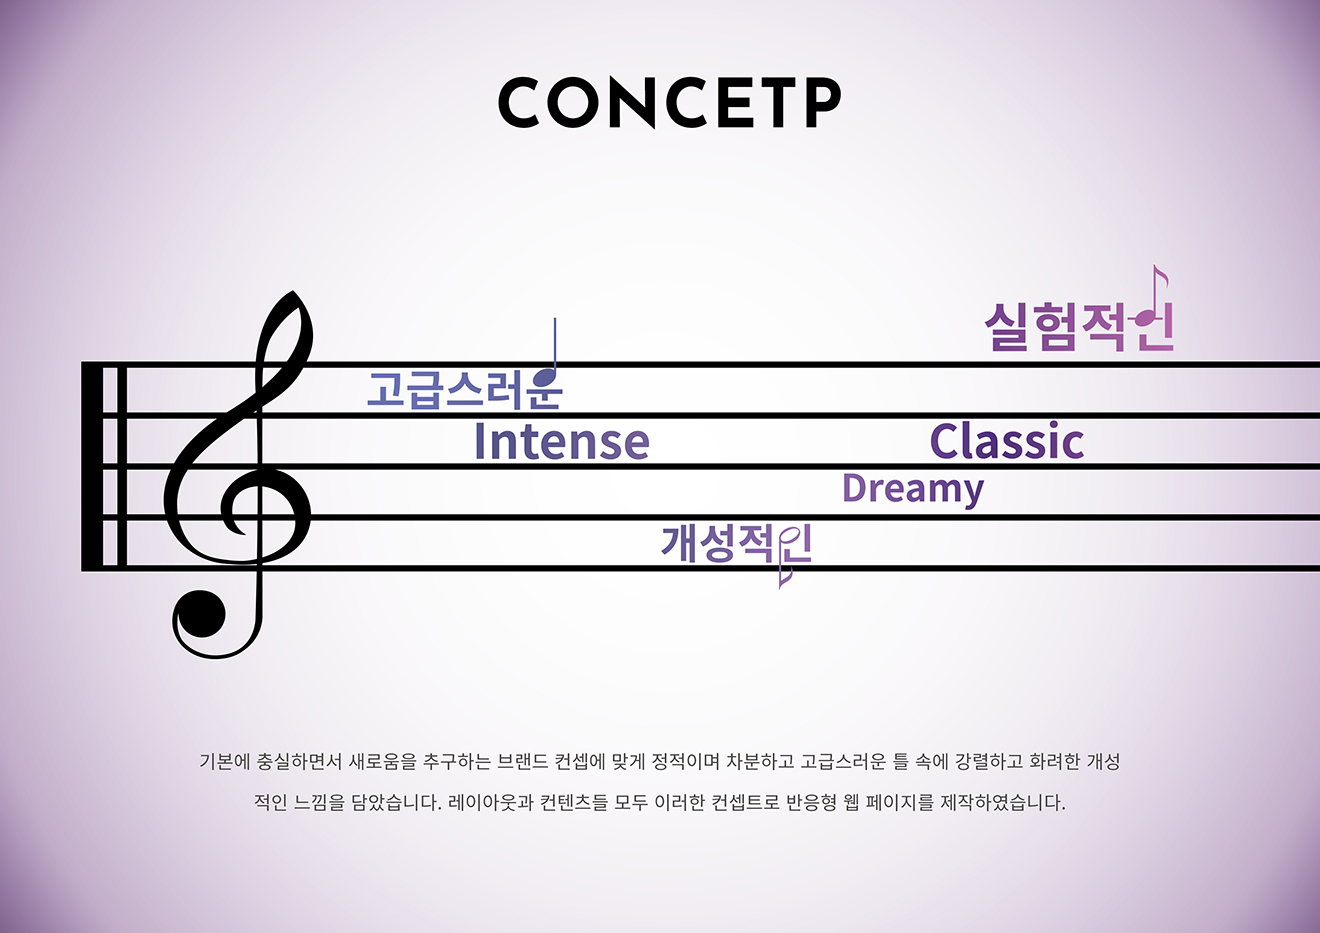 CONCETP
실험적인
고급스러운
Intense
Classic
Dreamy
개성적인
기본에 충실하면서 새로움을 추구하는 브랜드 컨셉에 맞게 정적이며 차분하고 고급스러운 틀 속에 강렬하고 화려한 개성
적인 느낌을 담았습니다. 레이아웃과 컨텐츠들 모두 이러한 컨셉트로 반응형 웹 페이지를 제작하였습니다.